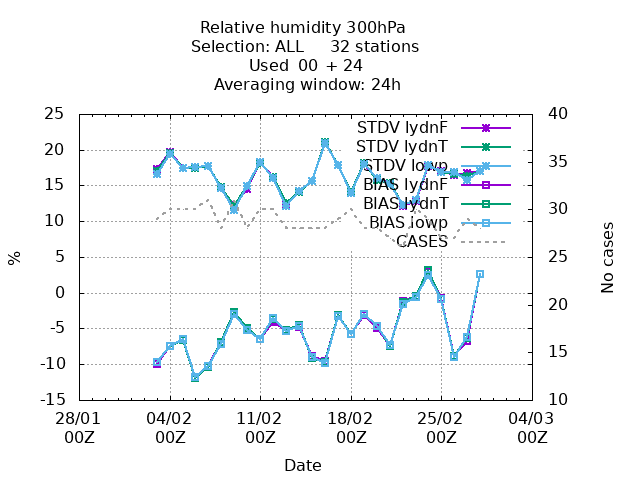 Relative humidity 300hPa
Selection: ALL 32 stations
Used 00 + 24
Averaging window: 24h
25
20
15
10
5
0
-5
-10
-15
%
40
35
30
25
20
15
10
No cases
STDV lydnF
STDV lydnT
STDV lowp
BIAS lydnF
BIAS lydnT
BIAS lowp
CASES
28/01 04/02 11/02 18/02 25/02 04/03
00Z 00Z 00Z 00Z 00Z 00Z
Date